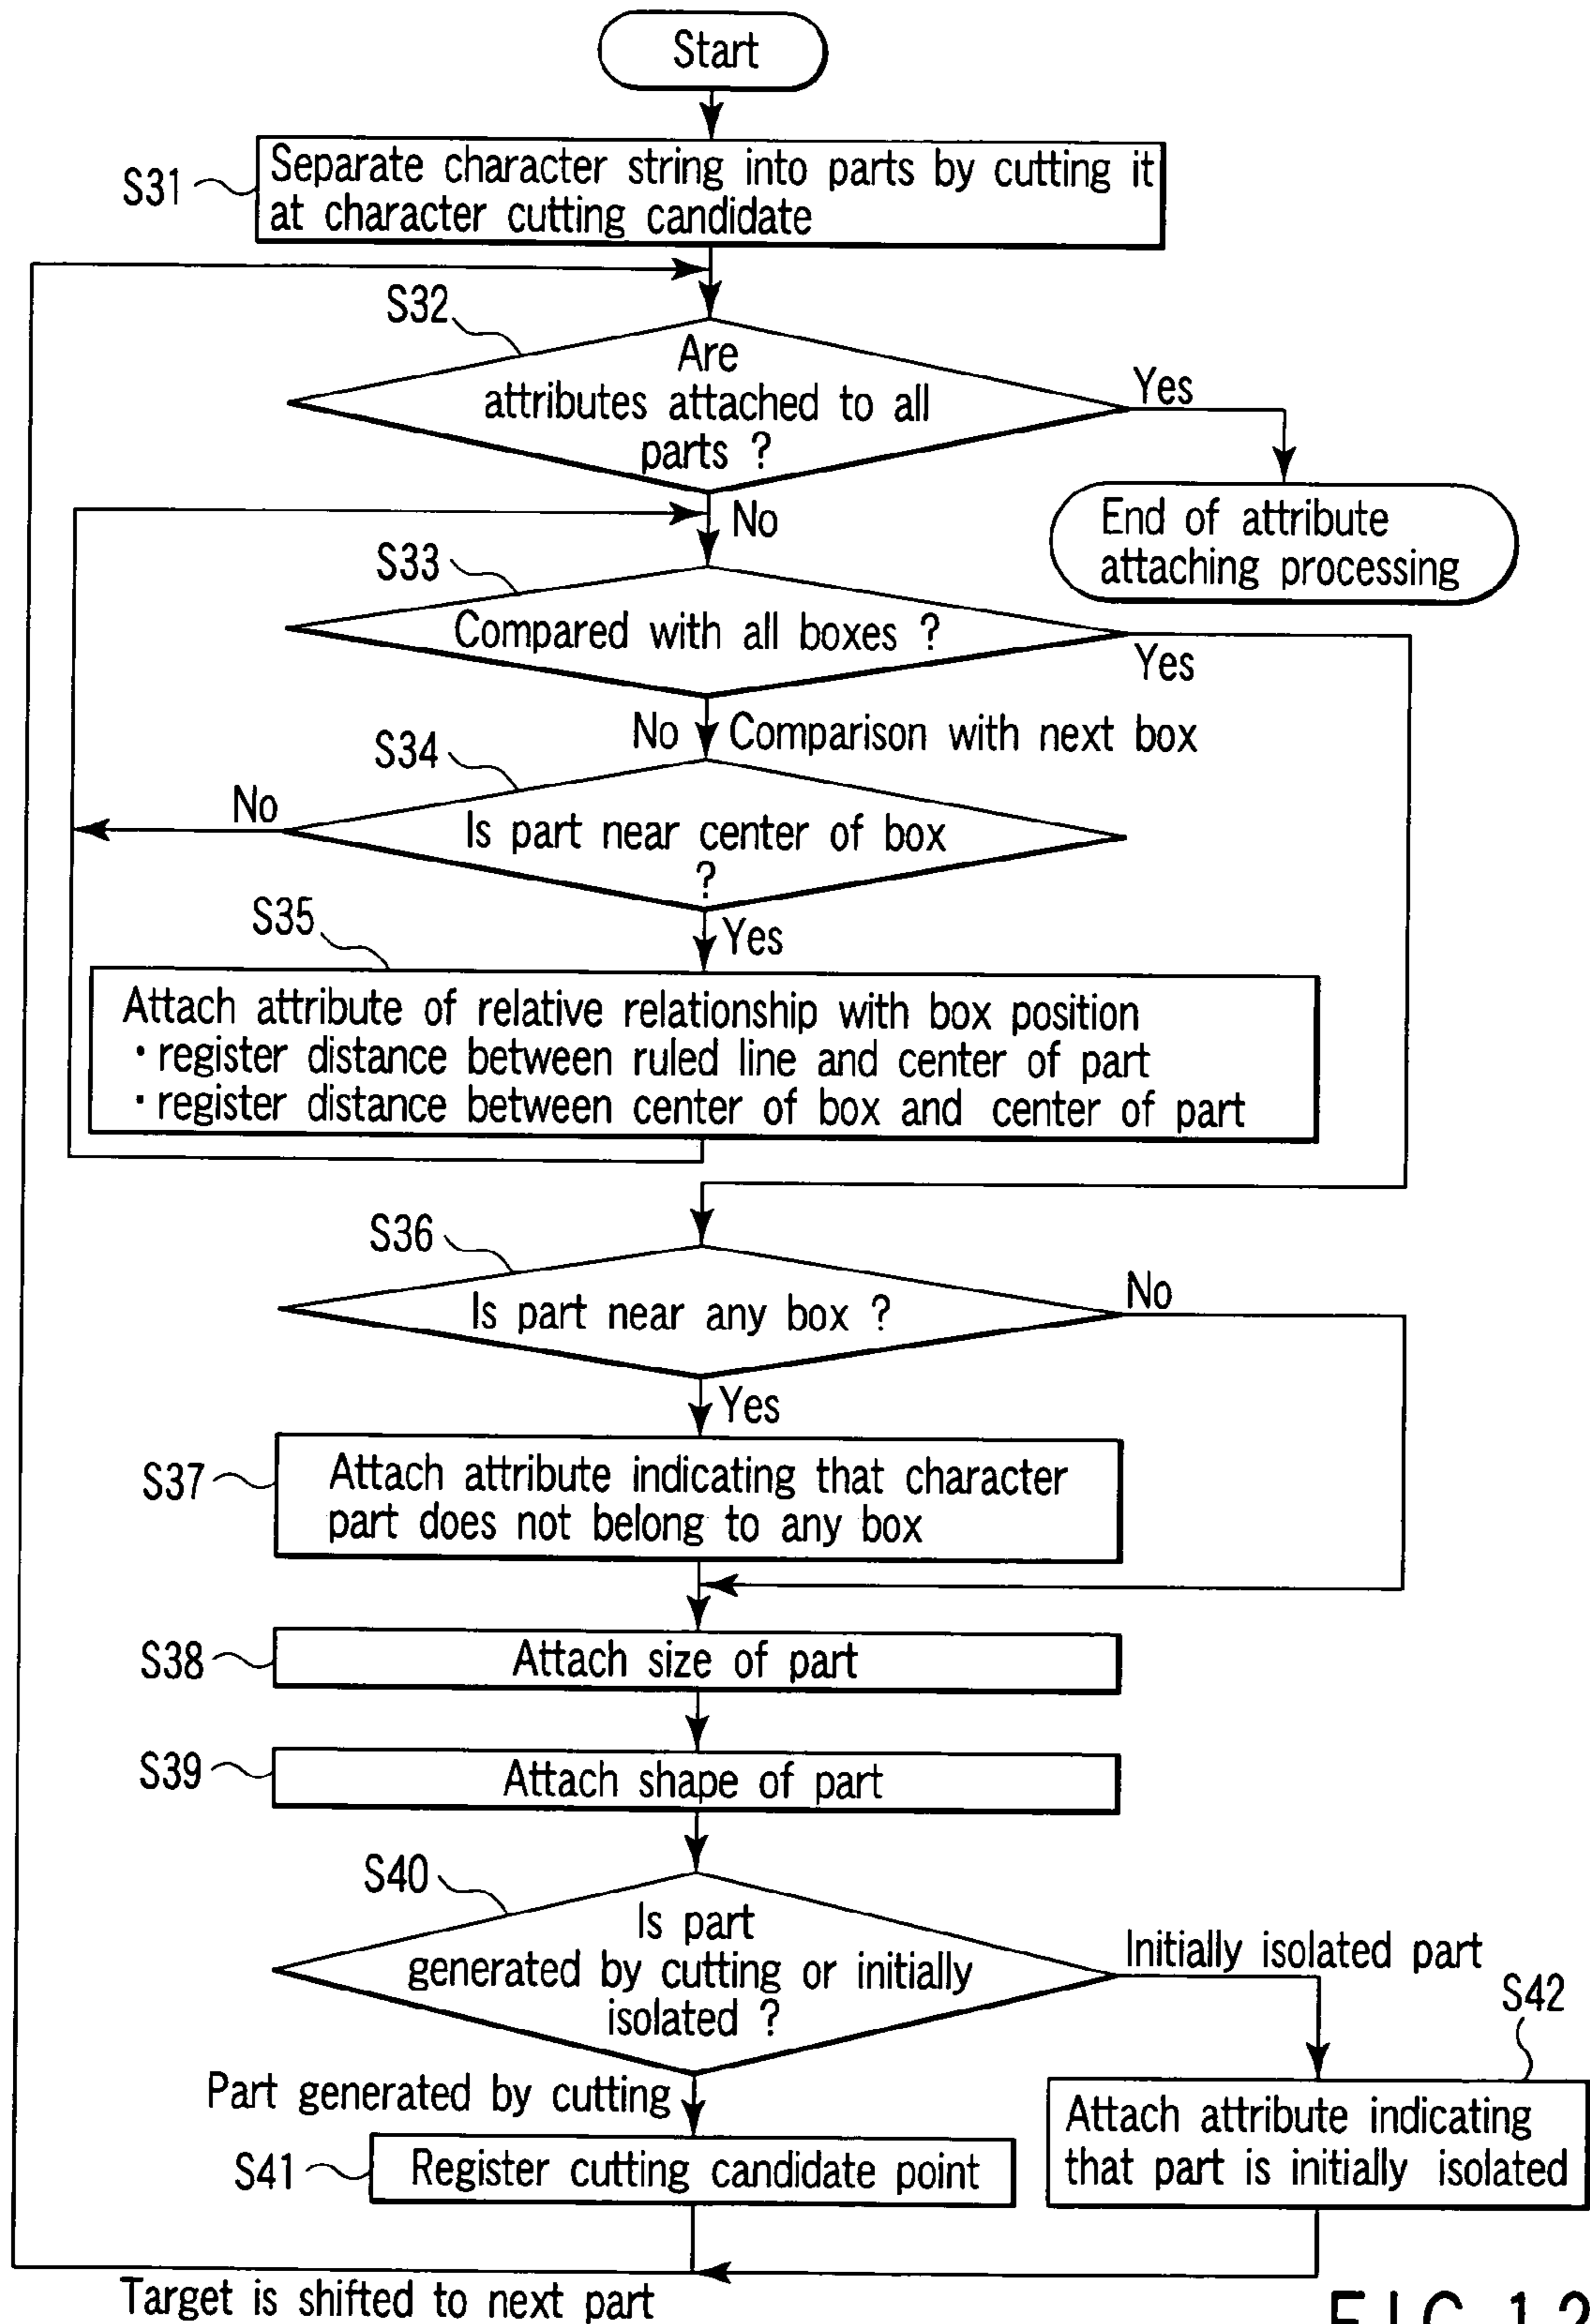 Start
S31
Separate character string into parts by cutting it
at character cutting candidate
S32
Are
attributes attached to all
parts ?
Yes
No
End of attribute
attaching processing
S33
Compared with all boxes ?
Yes
No
Comparison with next box
S34
No
Is part near center of box
?
S35
Yes
Attach attribute of relative relationship with box position
・register distance between ruled line and center of part
・register distance between center of box and center of part
S36
Is part near any box ?
No
Yes
S37
Attach attribute indicating that character
part does not belong to any box
S38
Attach size of part
S39
Attach shape of part
S40
Is part
generated by cutting or initially
isolated ?
Initially isolated part
S42
Part generated by cutting
Attach attribute indicating
that part is initially isolated
S41
Register cutting candidate point
Target is shifted to next part